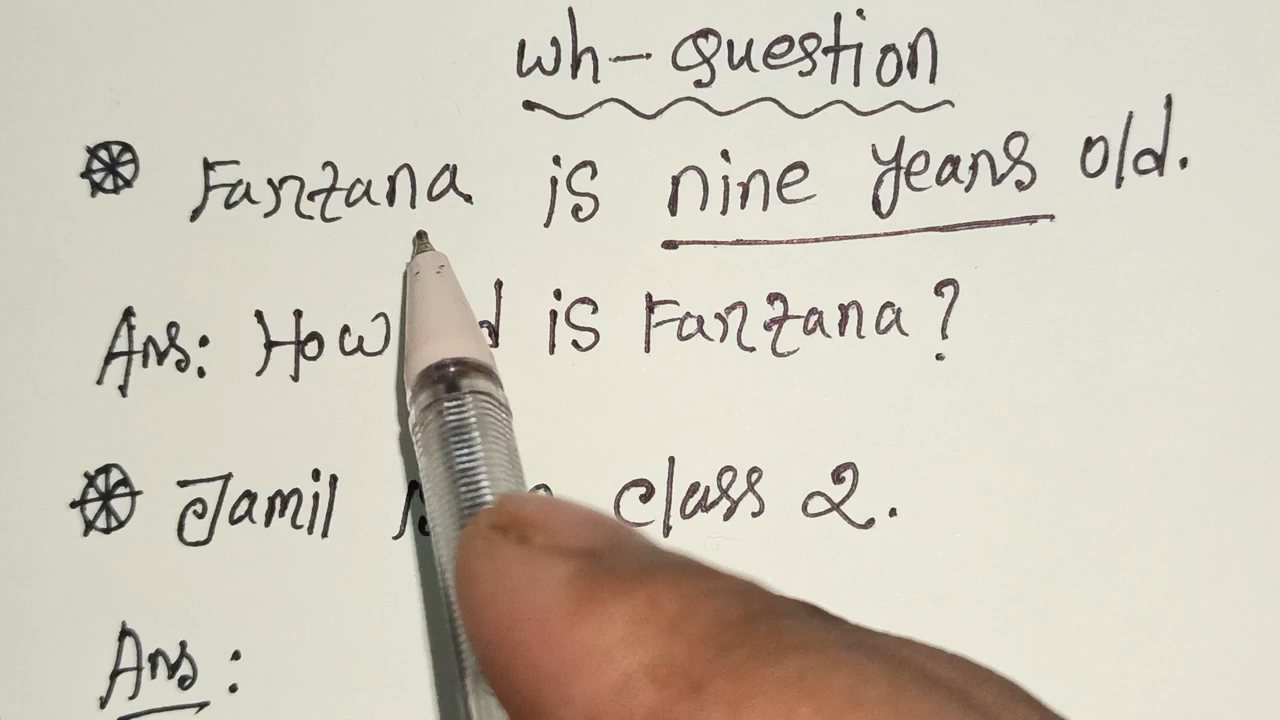 Wh-Question
Farzana is nine years old.
Ans: How is Farzana?
Jamil class 2.
Ans: